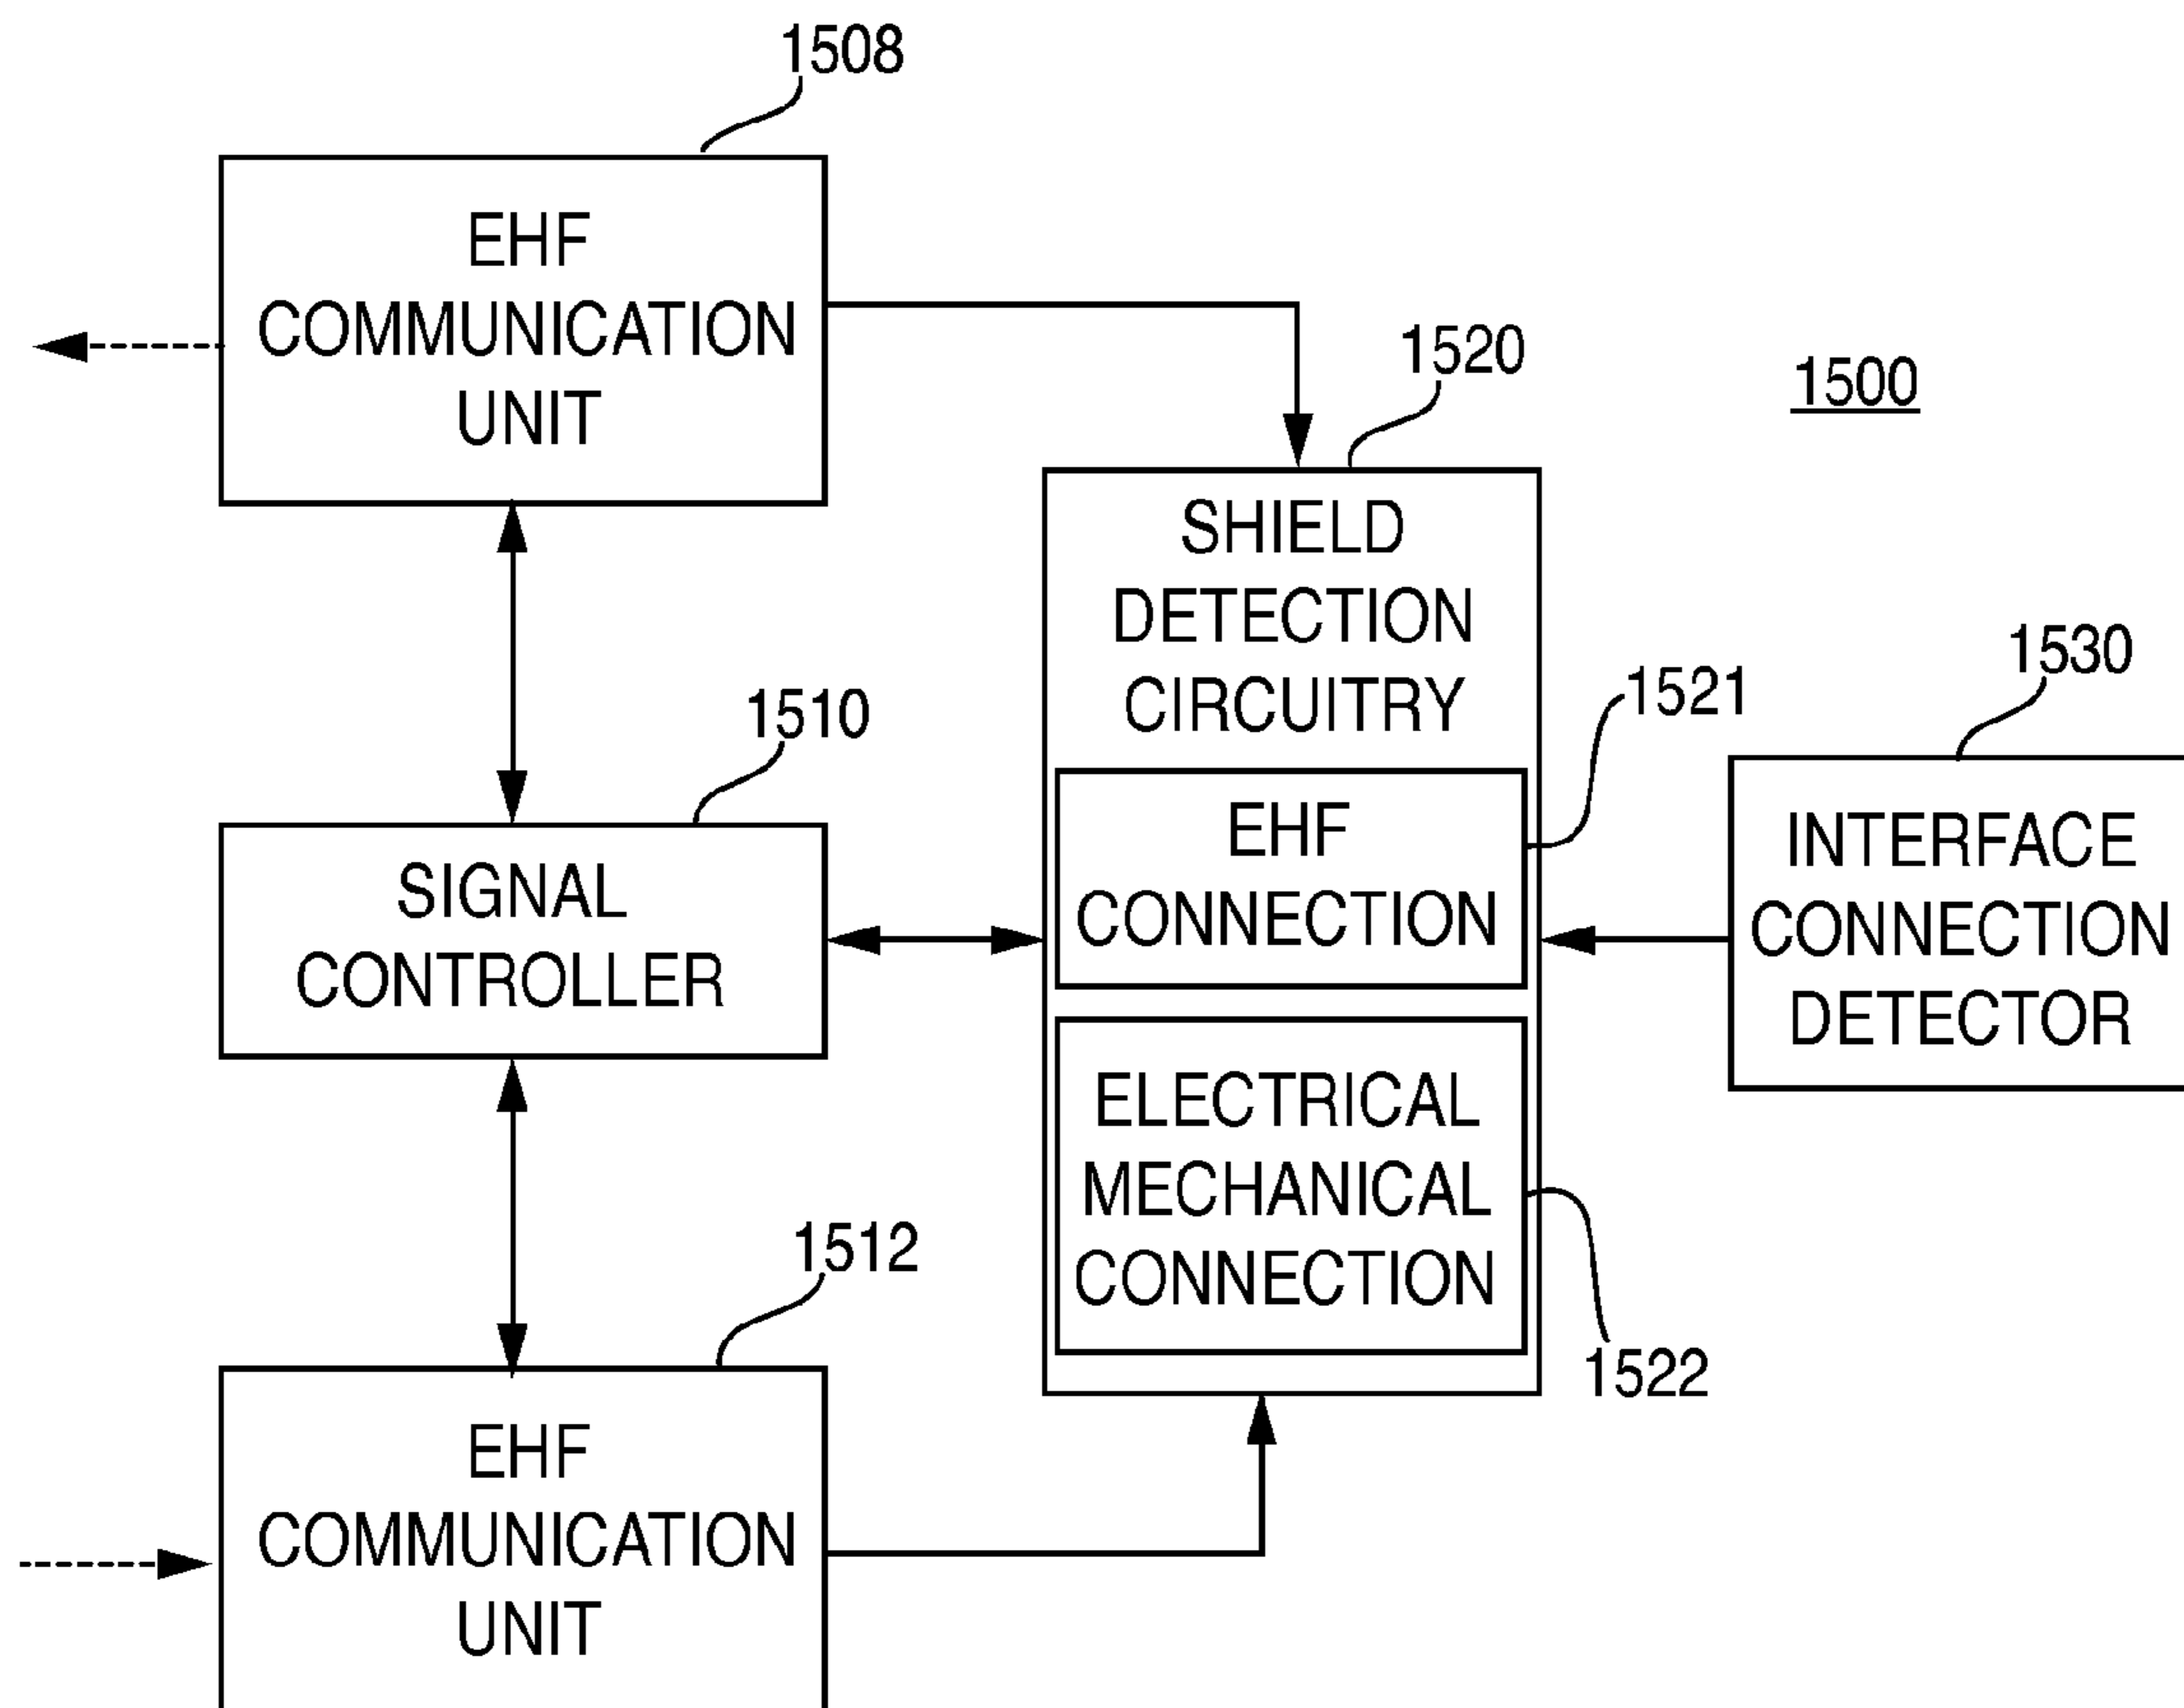 1508
EHF
COMMUNICATION
UNIT
1520
1500
SHIELD
DETECTION
CIRCUITRY
1510
SIGNAL
CONTROLLER
1521
EHF
CONNECTION
1530
INTERFACE
CONNECTION
DETECTOR
ELECTRICAL
MECHANICAL
CONNECTION
1522
1512
EHF
COMMUNICATION
UNIT